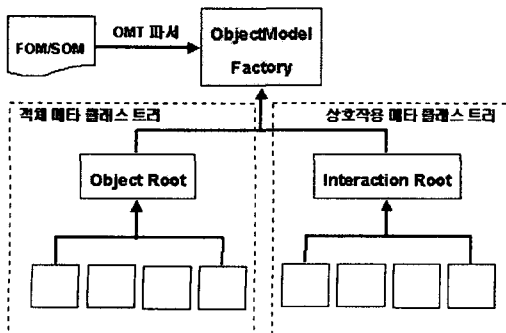 FOM/SOM
OMT 파서
ObjectModel
Factory
객체 메타 클래스 트리
상호작용 메타 클래스 트리
Object Root
Interaction Root